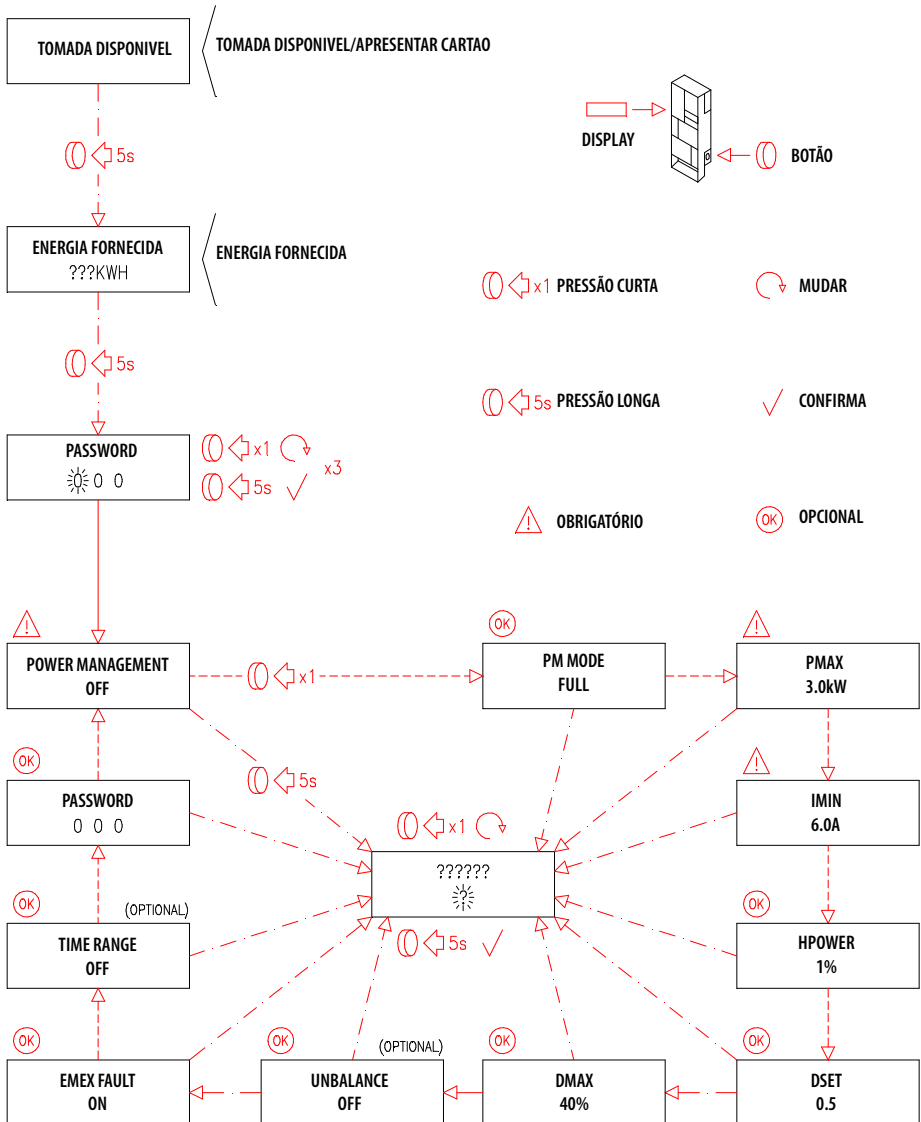 TOMADA DISPONIVEL
TOMADA DISPONIVEL/APRESENTAR CARTAO
DISPLAY
BOTÃO
5s
ENERGIA FORNECIDA
???KWH
ENERGIA FORNECIDA
x1 PRESSÃO CURTA
MUDAR
5s
5s PRESSÃO LONGA
CONFIRMA
PASSWORD
0 0 0
x1
x3
5s
OBRIGATÓRIO
OK OPCIONAL
POWER MANAGEMENT
OFF
x1
OK
PM MODE
FULL
PMAX
3.0kW
5s
OK
PASSWORD
0 0 0
IMIN
6.0A
x1
??????
?
5s
OK
(OPTIONAL)
TIME RANGE
OFF
OK
HPOWER
1%
OK
EMEX FAULT
ON
OK
(OPTIONAL)
UNBALANCE
OFF
OK
DMAX
40%
OK
DSET
0.5